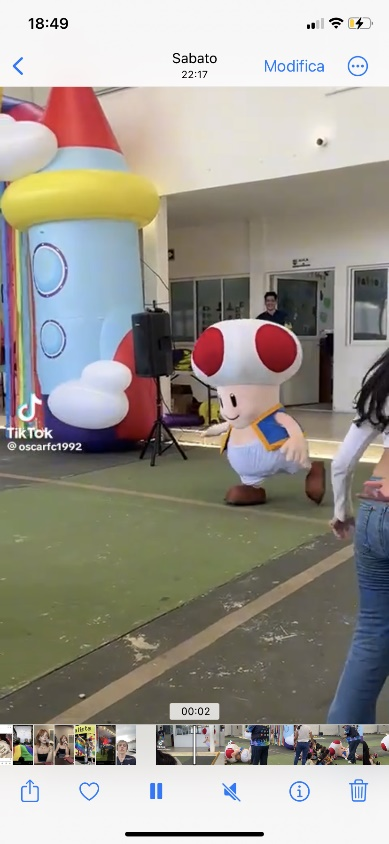 18:49
Sabato
22:17
Modifica
TikTok
@oscarfc1992
00:02